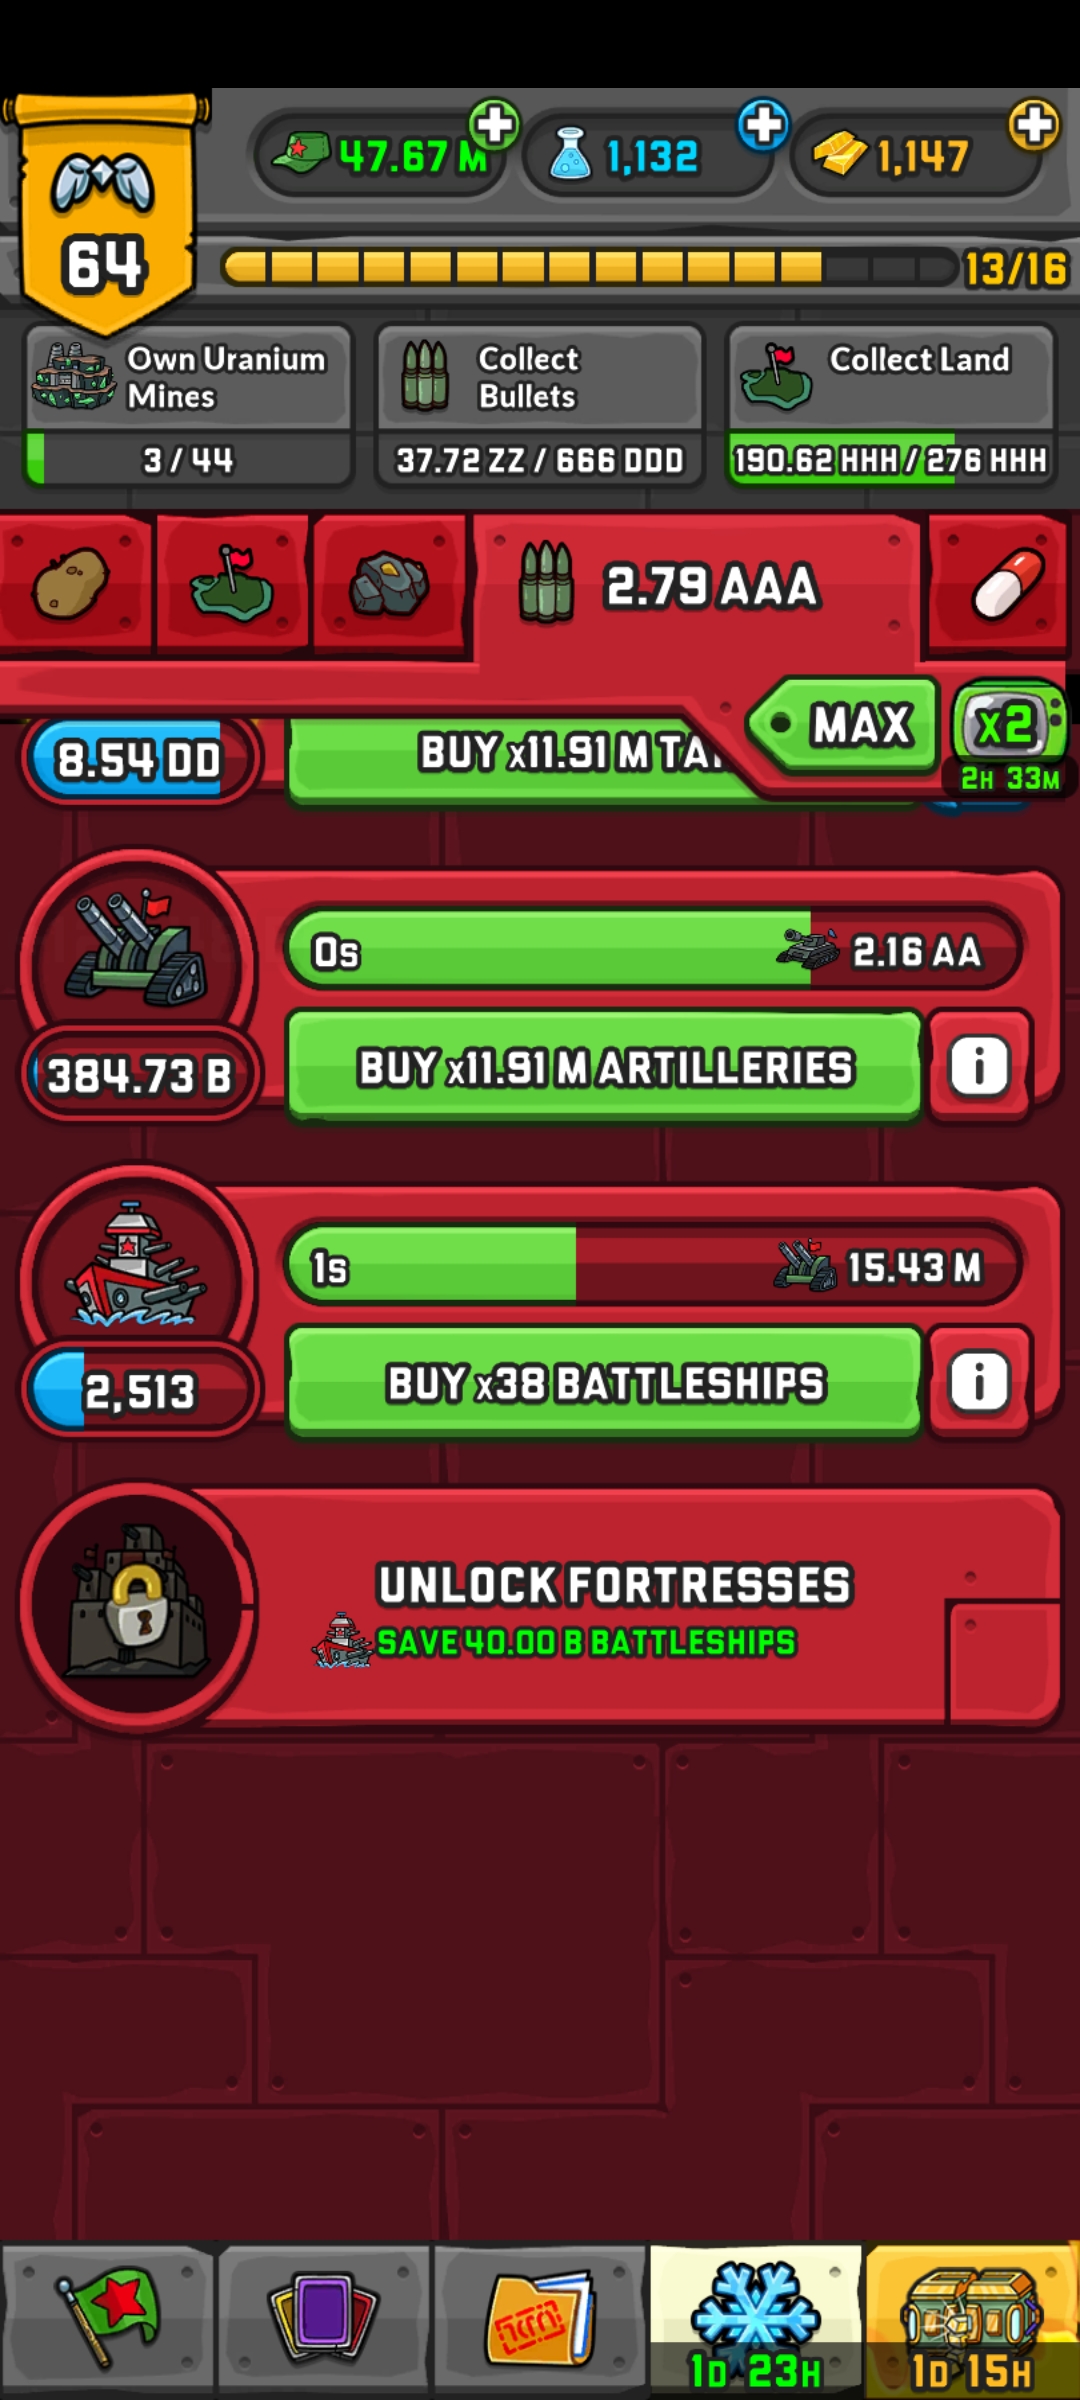 47.67 M
1,132
1,147
64
13/16
Own Uranium
Mines
3 / 44
Collect
Bullets
37.72 ZZ / 666 DDD
Collect Land
190.62 HHH / 276 HHH
2.79 AAA
MAX
x2
2H 33M
8.54 DD
BUY x11.91 M
0s
2.16 AA
384.73 B
BUY x11.91 M ARTILLERIES
i
1s
15.43 M
2,513
BUY x38 BATTLESHIPS
i
UNLOCK FORTRESSES
SAVE 40.00 B BATTLESHIPS
1D 23H
1D 15H